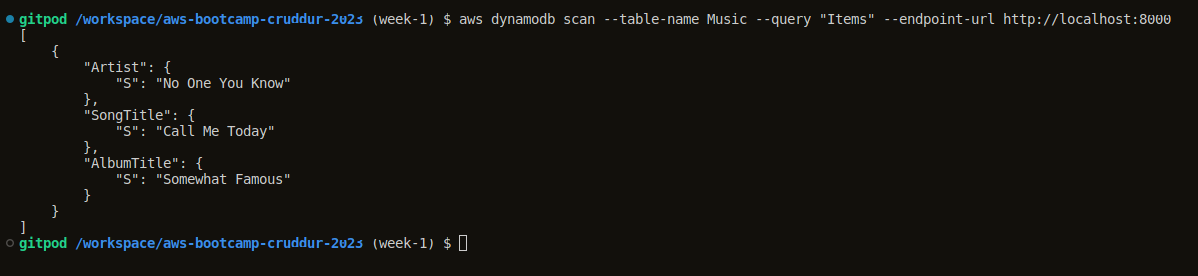 gitpod /workspace/aws-bootcamp-cruddur-2023 (week-1) $ aws dynamodb scan --table-name Music --query "Items" --endpoint-url http://localhost:8000
[
    {
        "Artist": {
            "S": "No One You Know"
        },
        "SongTitle": {
            "S": "Call Me Today"
        },
        "AlbumTitle": {
            "S": "Somewhat Famous"
        }
    }
]
gitpod /workspace/aws-bootcamp-cruddur-2023 (week-1) $